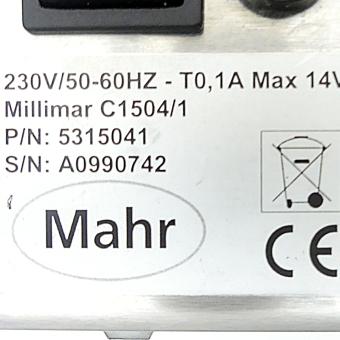 230V/50-60HZ - T0,1A Max 14V
Millimar C1504/1
P/N: 5315041
S/N: A0990742
Mahr
CE